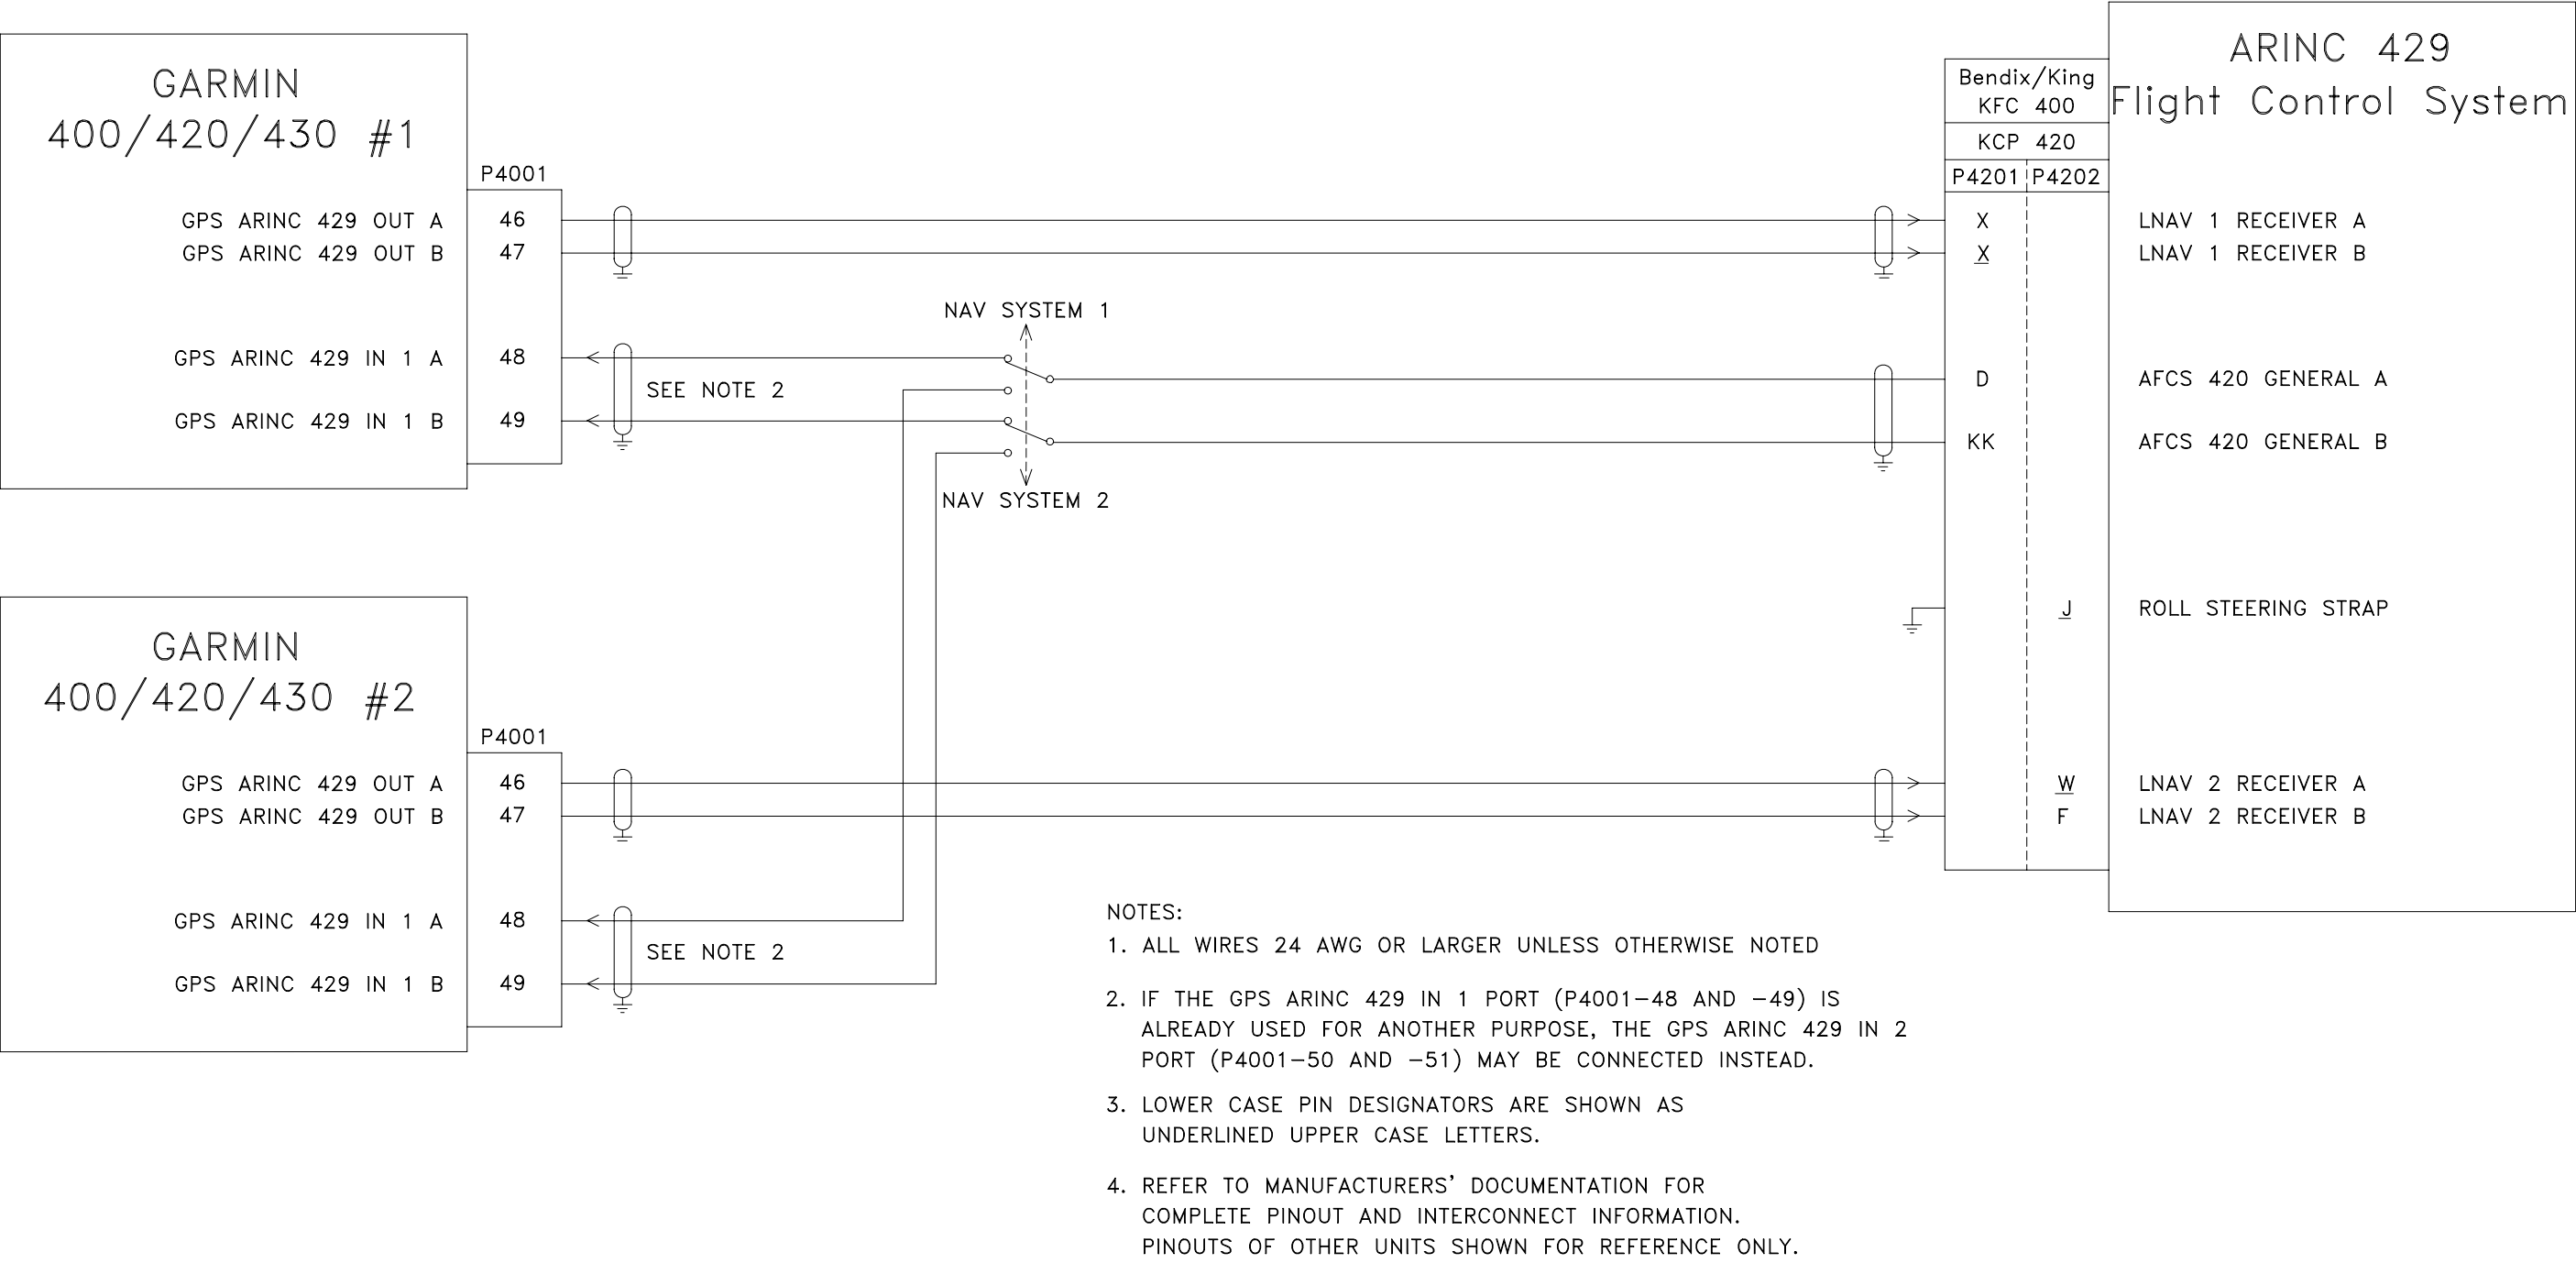 GARMIN
400/420/430 #1
P4001
GPS ARINC 429 OUT A 46
GPS ARINC 429 OUT B 47
GPS ARINC 429 IN 1 A 48
SEE NOTE 2
GPS ARINC 429 IN 1 B 49
NAV SYSTEM 1
NAV SYSTEM 2
GARMIN
400/420/430 #2
P4001
GPS ARINC 429 OUT A 46
GPS ARINC 429 OUT B 47
GPS ARINC 429 IN 1 A 48
SEE NOTE 2
GPS ARINC 429 IN 1 B 49
ARINC 429
Flight Control System
Bendix/King
KFC 400
KCP 420
P4201 P4202
X LNAV 1 RECEIVER A
X LNAV 1 RECEIVER B
D AFCS 420 GENERAL A
KK AFCS 420 GENERAL B
J ROLL STEERING STRAP
W LNAV 2 RECEIVER A
F LNAV 2 RECEIVER B
NOTES:
1. ALL WIRES 24 AWG OR LARGER UNLESS OTHERWISE NOTED
2. IF THE GPS ARINC 429 IN 1 PORT (P4001-48 AND -49) IS
ALREADY USED FOR ANOTHER PURPOSE, THE GPS ARINC 429 IN 2
PORT (P4001-50 AND -51) MAY BE CONNECTED INSTEAD.
3. LOWER CASE PIN DESIGNATORS ARE SHOWN AS
UNDERLINED UPPER CASE LETTERS.
4. REFER TO MANUFACTURERS' DOCUMENTATION FOR
COMPLETE PINOUT AND INTERCONNECT INFORMATION.
PINOUTS OF OTHER UNITS SHOWN FOR REFERENCE ONLY.